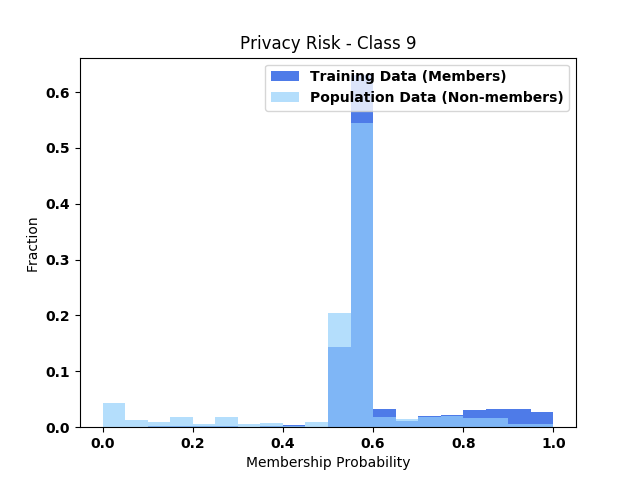 Privacy Risk - Class 9
Training Data (Members)
Population Data (Non-members)
0.6
0.5
0.4
0.3
0.2
0.1
0.0
Fraction
0.0 0.2 0.4 0.6 0.8 1.0
Membership Probability